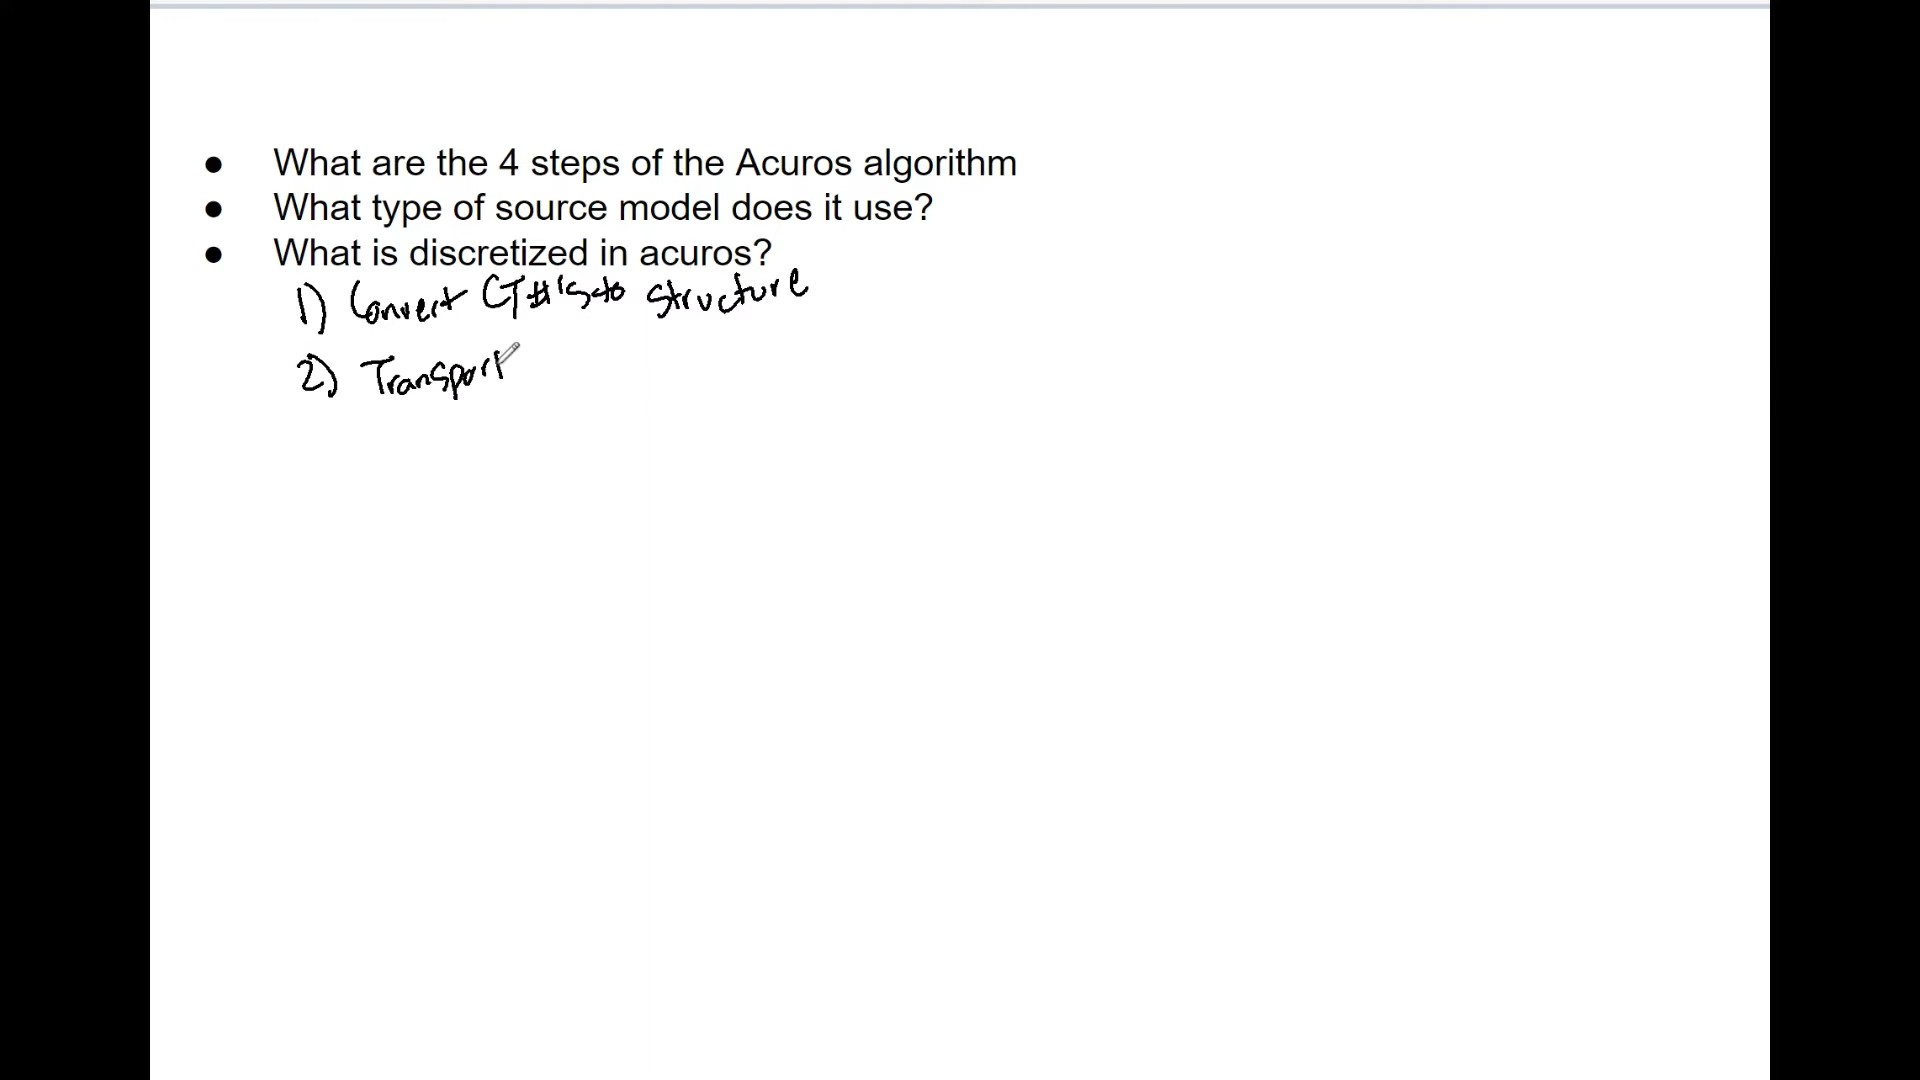 ● What are the 4 steps of the Acuros algorithm
● What type of source model does it use?
● What is discretized in acuros?
1) Convert CT#'s to structure
2) Transport